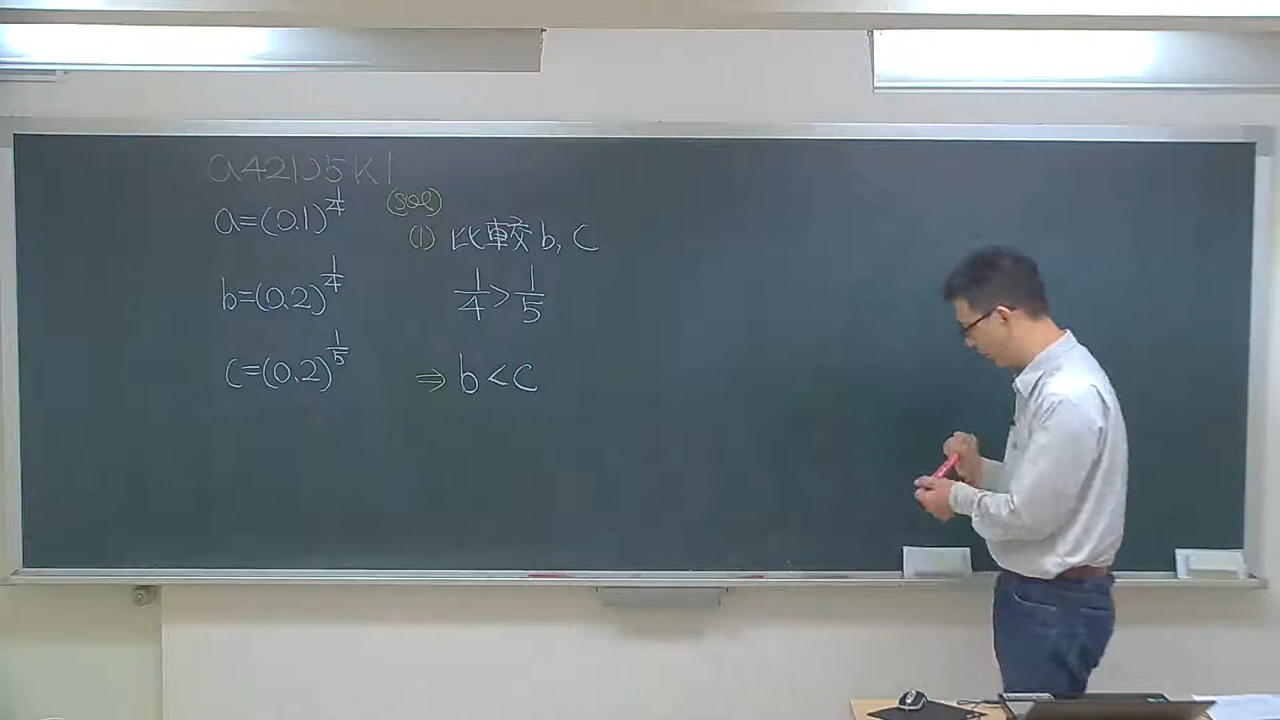 a42105k1
a=(0.1)^{1/4}
b=(0.2)^{1/4}
c=(0.2)^{1/5}
(sol)
(1) 比較b, c
1/4 > 1/5
⇒ b < c